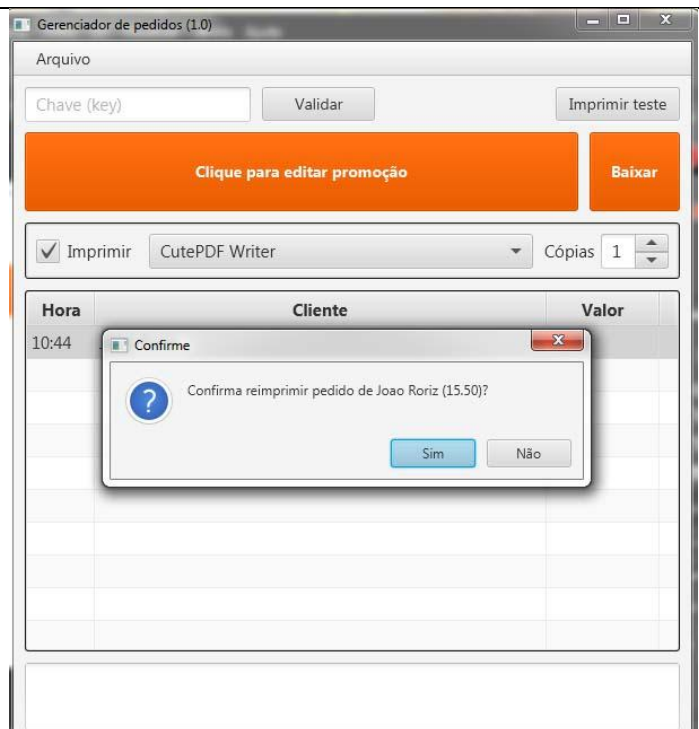 Gerenciador de pedidos (1.0)
Arquivo
Chave (key)
Validar
Imprimir teste
Clique para editar promoção
Baixar
Imprimir
CutePDF Writer
Cópias
1
Hora
Cliente
Valor
10:44
Confirme
Confirma reimprimir pedido de Joao Roriz (15.50)?
Sim
Não